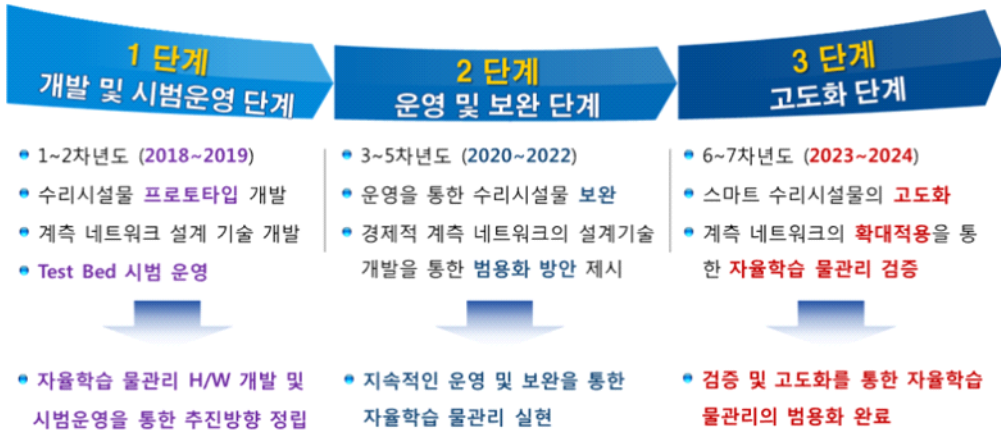 1 단계
개발 및 시범운영 단계
1~2차년도 (2018~2019)
수리시설물 프로토타입 개발
계측 네트워크 설계 기술 개발
Test Bed 시범 운영
자율학습 물관리 H/W 개발 및
시범운영을 통한 추진방향 정립
2 단계
운영 및 보완 단계
3~5차년도 (2020~2022)
운영을 통한 수리시설물 보완
경제적 계측 네트워크의 설계기술
개발을 통한 범용화 방안 제시
지속적인 운영 및 보완을 통한
자율학습 물관리 실현
3 단계
고도화 단계
6~7차년도 (2023~2024)
스마트 수리시설물의 고도화
계측 네트워크의 확대적용을 통
한 자율학습 물관리 검증
검증 및 고도화를 통한 자율학습
물관리의 범용화 완료